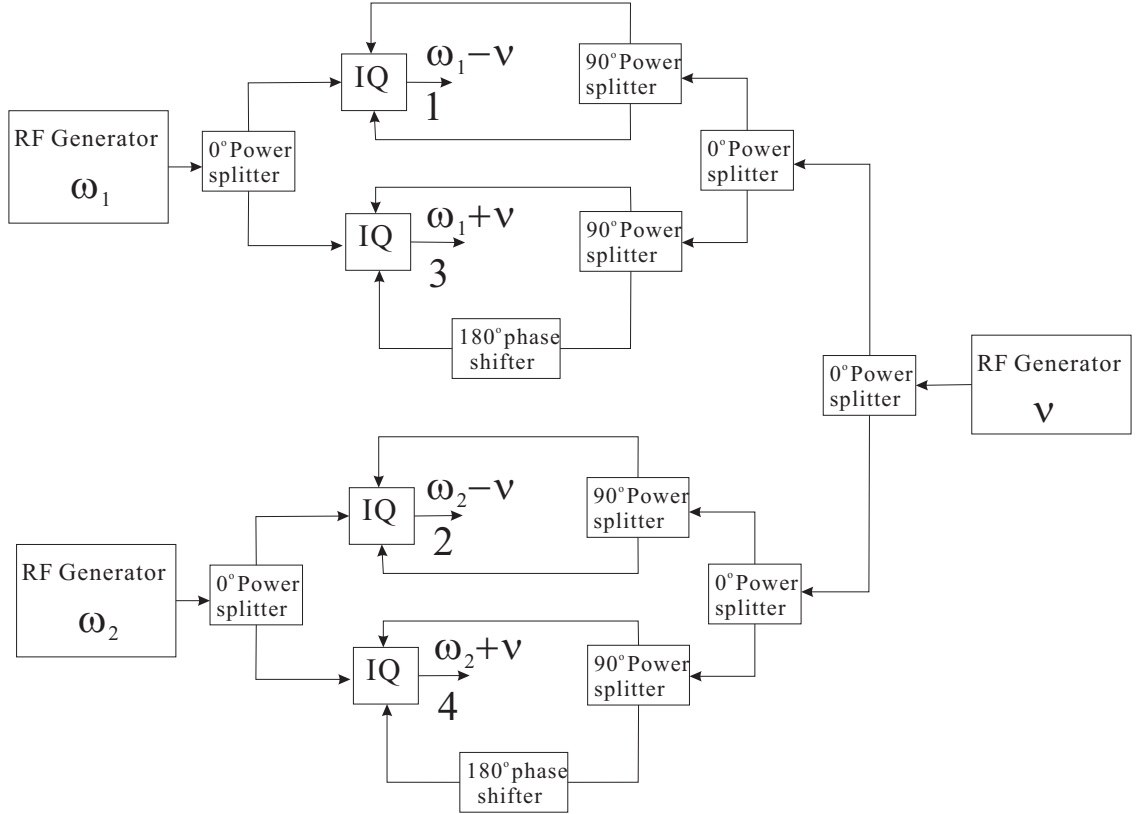 RF Generator
ω₁
0° Power
splitter
IQ
ω₁−ν
1
90° Power
splitter
0° Power
splitter
IQ
ω₁+ν
3
90° Power
splitter
180° phase
shifter
0° Power
splitter
RF Generator
ν
RF Generator
ω₂
0° Power
splitter
IQ
ω₂−ν
2
90° Power
splitter
0° Power
splitter
IQ
ω₂+ν
4
90° Power
splitter
180° phase
shifter